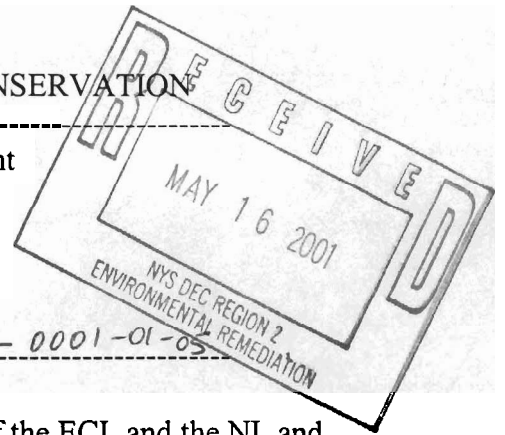 NSERVATION
RECEIVED
nt
MAY 16 2001
NYS DEC REGION 2
ENVIRONMENTAL REMEDIATION
- 0001-01-05
f the ECL and the NL and